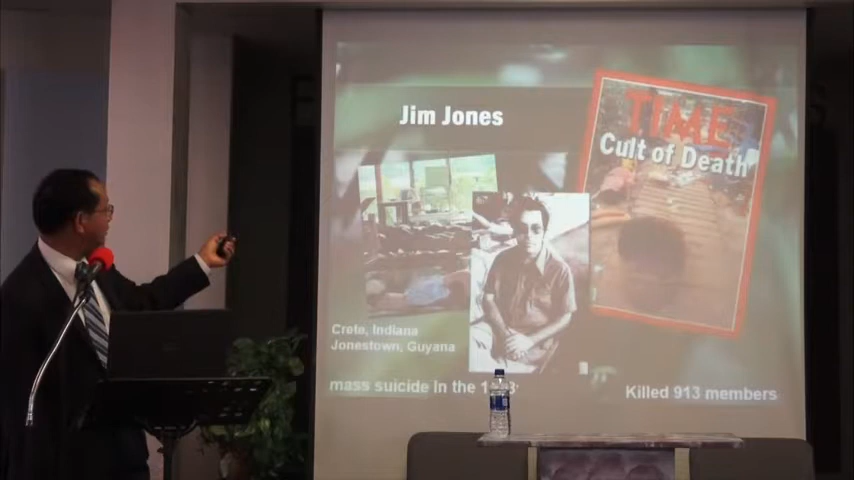 Jim Jones
TIME
Cult of Death
Crete, Indiana
Jonestown, Guyana
mass suicide In the
Killed 913 members